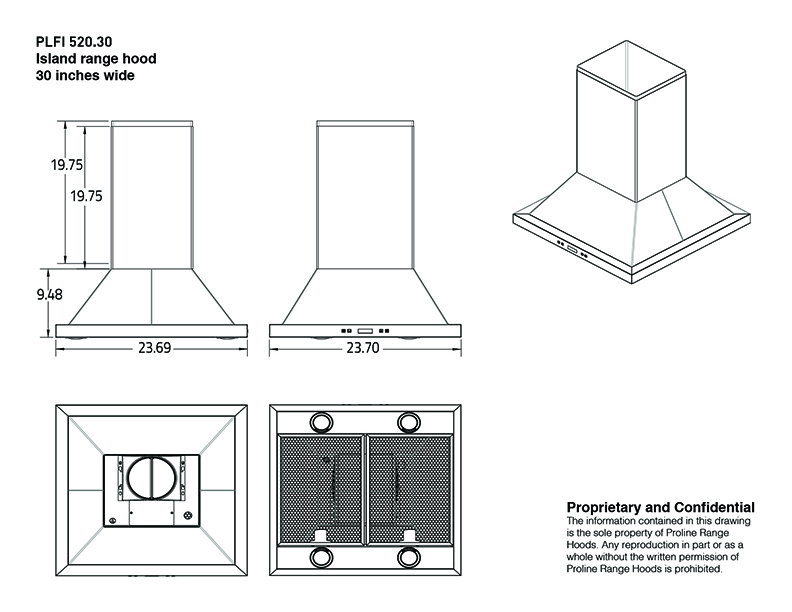 PLFI 520.30
Island range hood
30 inches wide
19.75
19.75
9.48
23.69
23.70
Proprietary and Confidential
The information contained in this drawing
is the sole property of Proline Range
Hoods. Any reproduction in part or as a
whole without the written permission of
Proline Range Hoods is prohibited.